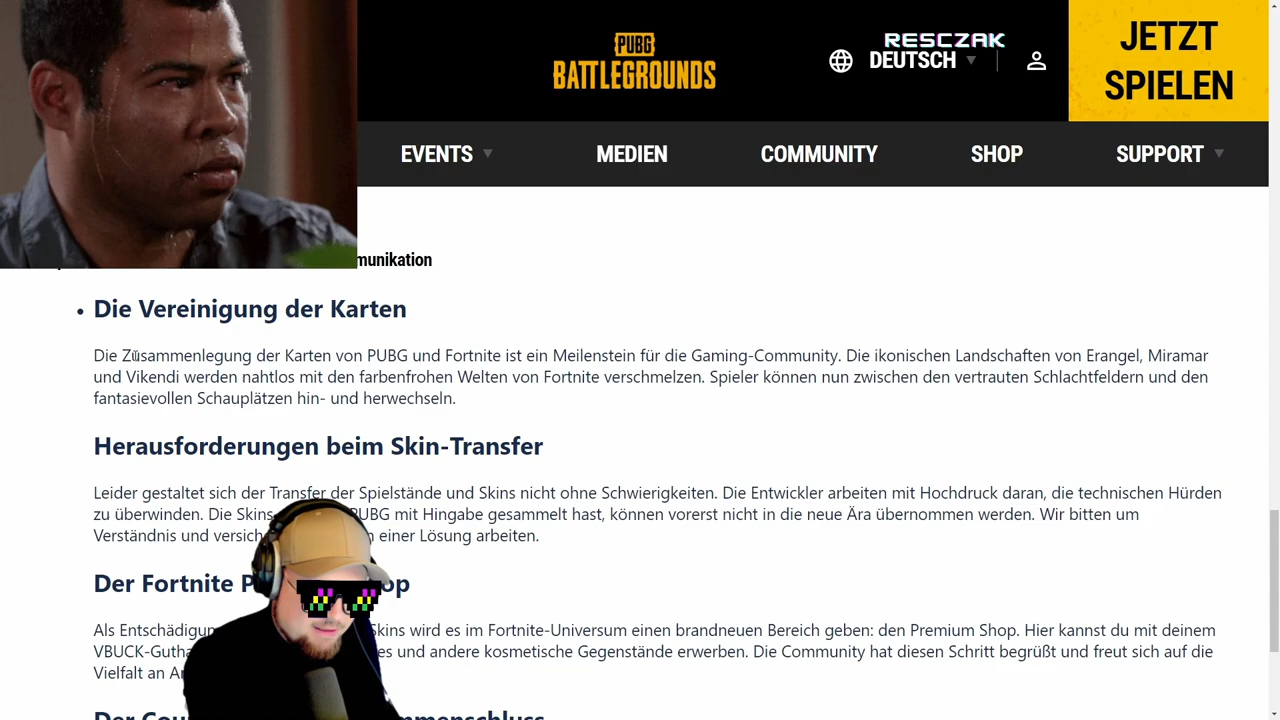 PUBG
BATTLEGROUNDS
RESCZAK
DEUTSCH
JETZT
SPIELEN
EVENTS
MEDIEN
COMMUNITY
SHOP
SUPPORT
Die Vereinigung der Karten
Die Zusammenlegung der Karten von PUBG und Fortnite ist ein Meilenstein für die Gaming-Community. Die ikonischen Landschaften von Erangel, Miramar
und Vikendi werden nahtlos mit den farbenfrohen Welten von Fortnite verschmelzen. Spieler können nun zwischen den vertrauten Schlachtfeldern und den
fantasievollen Schauplätzen hin- und herwechseln.
Herausforderungen beim Skin-Transfer
Leider gestaltet sich der Transfer der Spielstände und Skins nicht ohne Schwierigkeiten. Die Entwickler arbeiten mit Hochdruck daran, die technischen Hürden
zu überwinden. Die Skins PUBG mit Hingabe gesammelt hast, können vorerst nicht in die neue Ära übernommen werden. Wir bitten um
Verständnis und einer Lösung arbeiten.
Der Fortnite
Als Skins wird es im Fortnite-Universum einen brandneuen Bereich geben: den Premium Shop. Hier kannst du mit deinem
und andere kosmetische Gegenstände erwerben. Die Community hat diesen Schritt begrüßt und freut sich auf die
Vielfalt an
Der